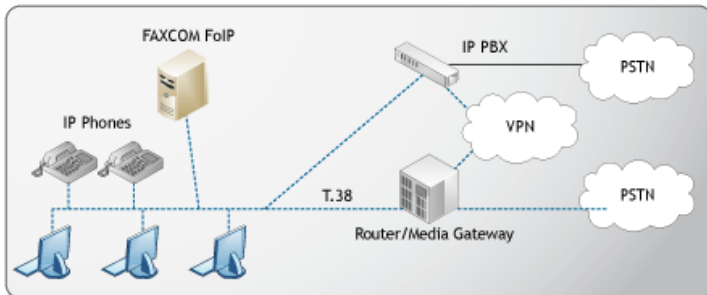 FAXCOM FoIP
IP PBX
PSTN
IP Phones
VPN
T.38
PSTN
Router/Media Gateway